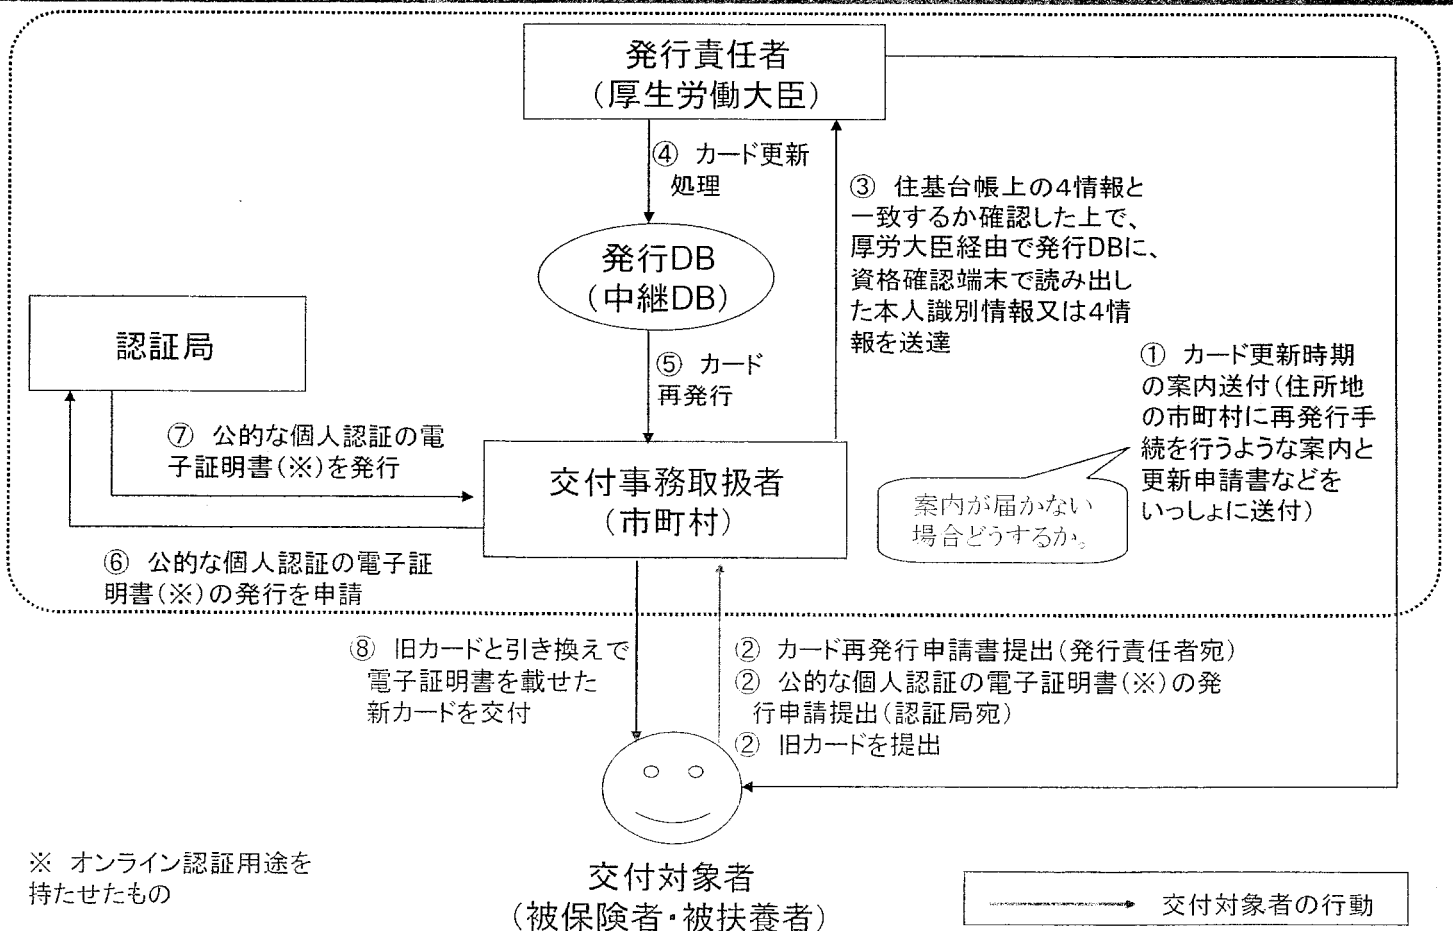 発行責任者
（厚生労働大臣）
④ カード更新
処理
③ 住基台帳上の4情報と
一致するか確認した上で、
厚労大臣経由で発行DBに、
資格確認端末で読み出し
た本人識別情報又は4情
報を送達
発行DB
（中継DB）
認証局
⑤ カード
再発行
① カード更新時期
の案内送付（住所地
の市町村に再発行手
続を行うような案内と
更新申請書などを
いっしょに送付）
⑦ 公的な個人認証の電
子証明書（※）を発行
交付事務取扱者
（市町村）
案内が届かない
場合どうするか。
⑥ 公的な個人認証の電子証
明書（※）の発行を申請
⑧ 旧カードと引き換えで
電子証明書を載せた
新カードを交付
② カード再発行申請書提出（発行責任者宛）
② 公的な個人認証の電子証明書（※）の発
行申請提出（認証局宛）
② 旧カードを提出
※ オンライン認証用途を
持たせたもの
交付対象者
（被保険者・被扶養者）
交付対象者の行動